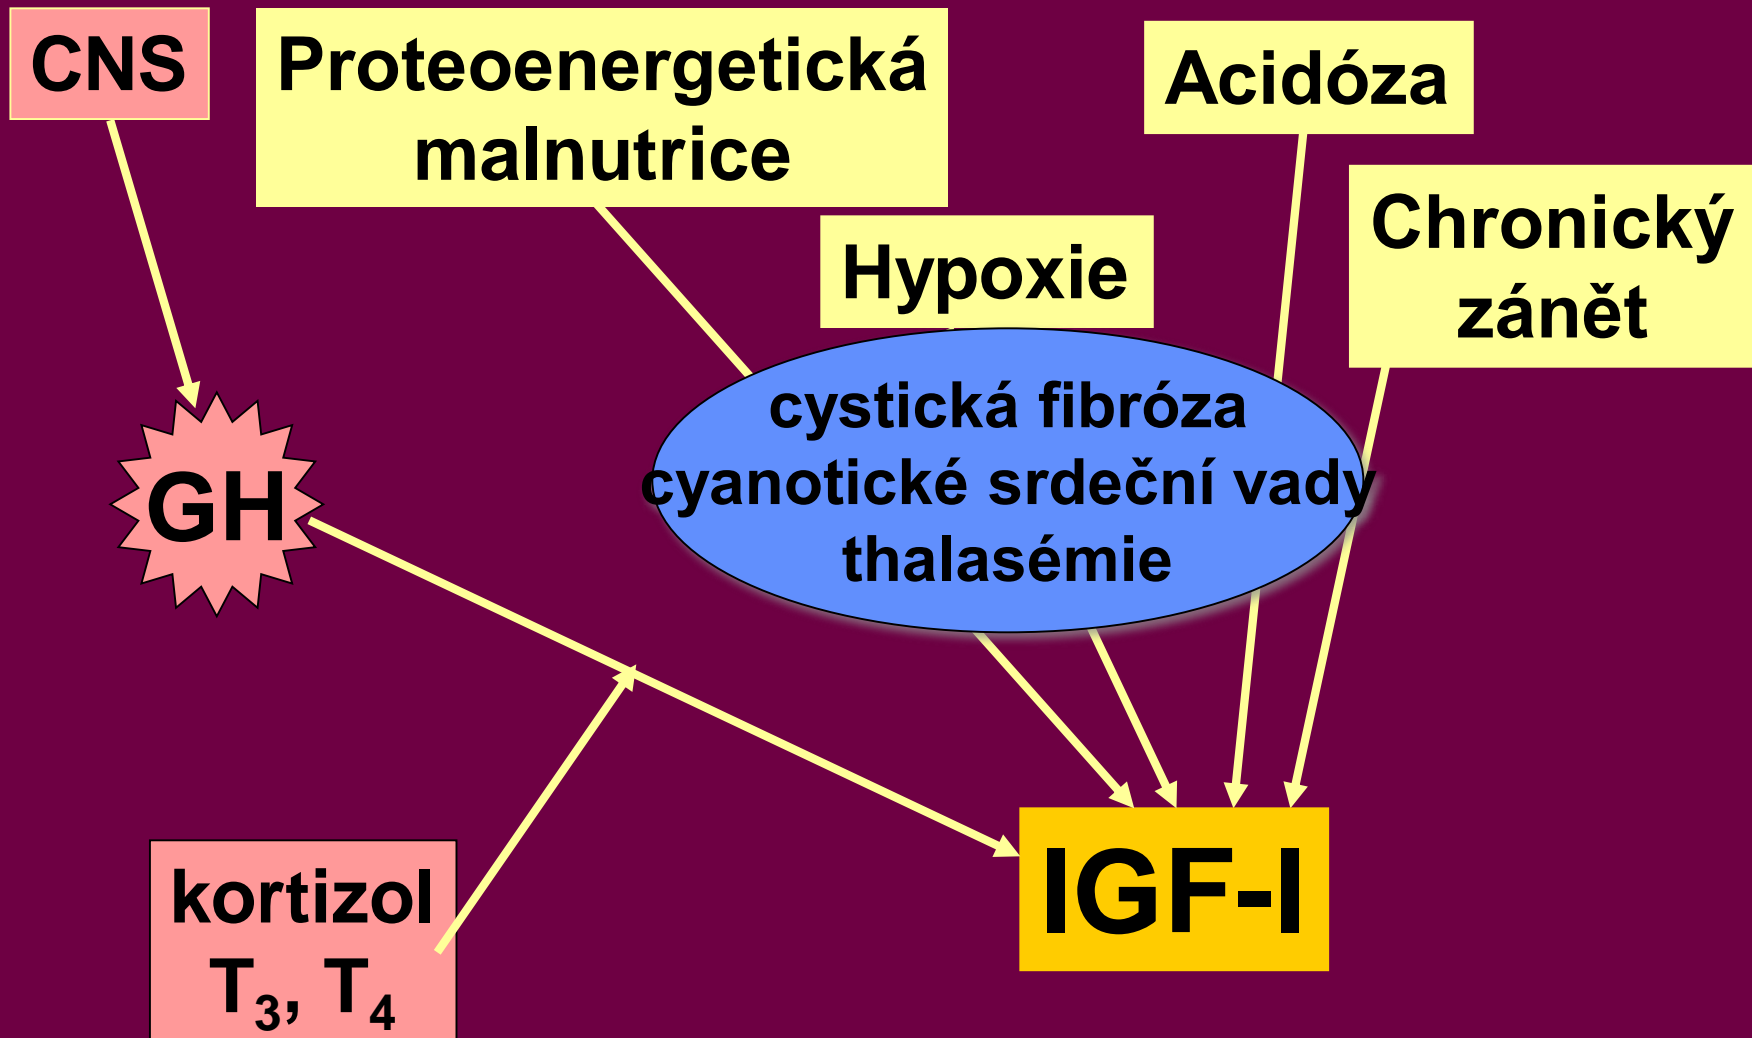 CNS
Proteoenergetická
malnutrice
Acidóza
Chronický
zánět
Hypoxie
cystická fibróza
cyanotické srdeční vady
thalasémie
GH
kortizol
T₃, T₄
IGF-I